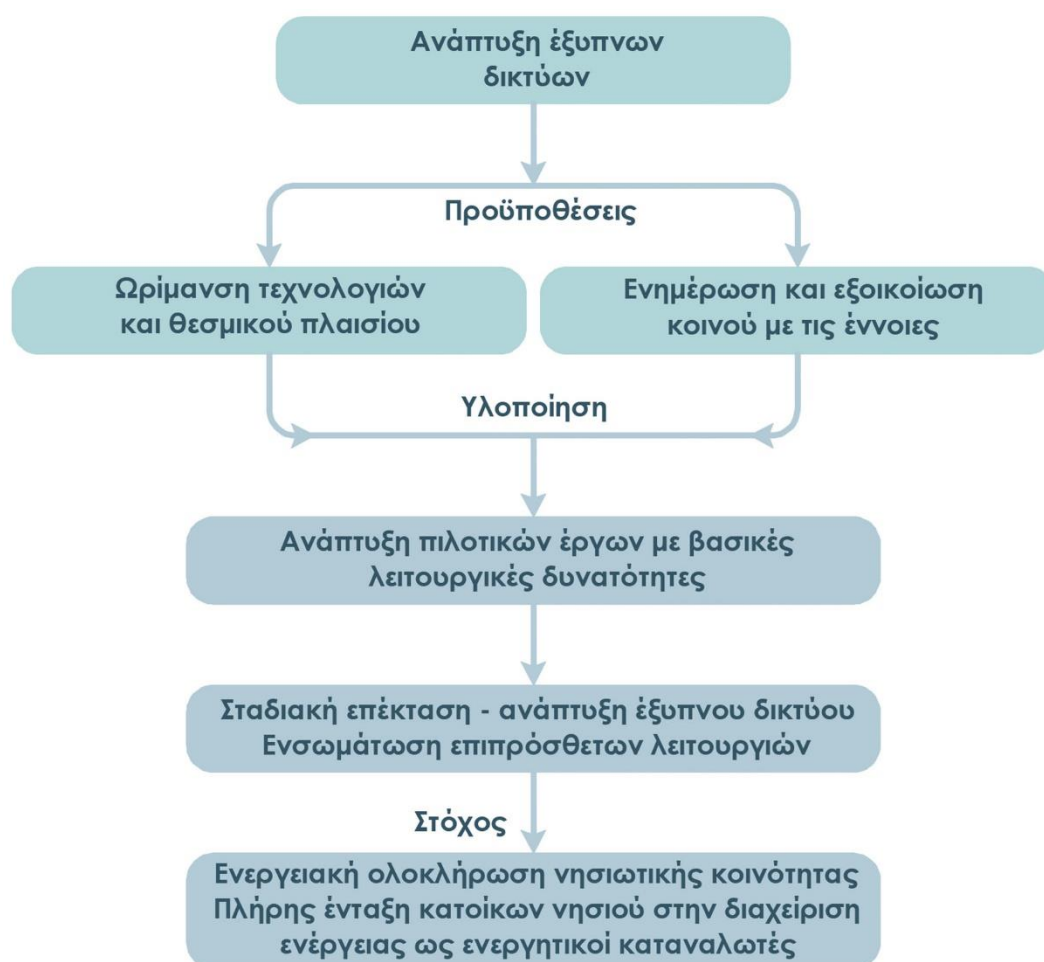 Ανάπτυξη έξυπνων
δικτύων
Προϋποθέσεις
Ωρίμανση τεχνολογιών
και θεσμικού πλαισίου
Ενημέρωση και εξοικοίωση
κοινού με τις έννοιες
Υλοποίηση
Ανάπτυξη πιλοτικών έργων με βασικές
λειτουργικές δυνατότητες
Σταδιακή επέκταση - ανάπτυξη έξυπνου δικτύου
Ενσωμάτωση επιπρόσθετων λειτουργιών
Στόχος
Ενεργειακή ολοκλήρωση νησιωτικής κοινότητας
Πλήρης ένταξη κατοίκων νησιού στην διαχείριση
ενέργειας ως ενεργητικοί καταναλωτές